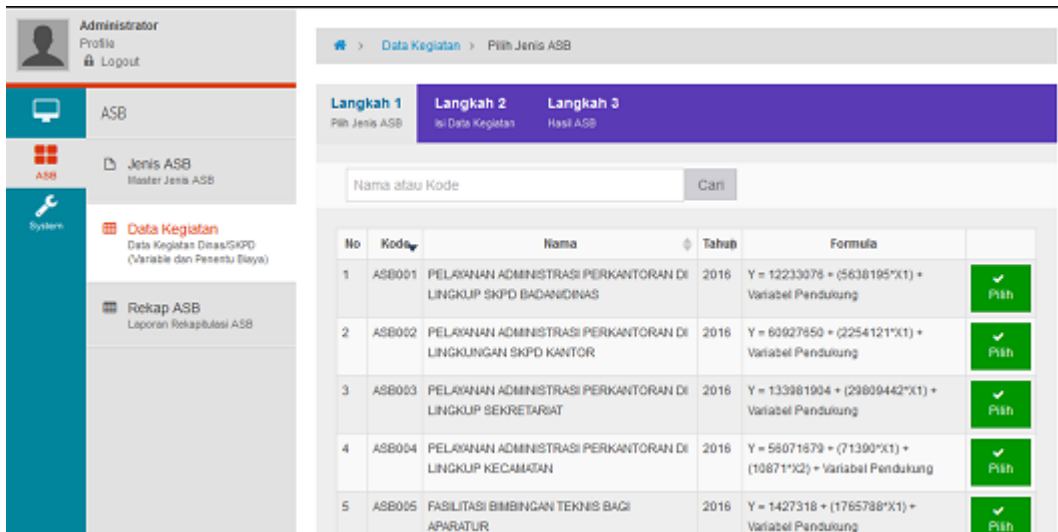 Administrator
Profile
Logout
ASB
ASB
System
Jenis ASB
Master Jenis ASB
Data Kegiatan
Data Kegiatan Dinas/SKPD
(Variable dan Penentu Biaya)
Rekap ASB
Laporan Rekapitulasi ASB
> Data Kegiatan > Pilih Jenis ASB
Langkah 1 Langkah 2 Langkah 3
Pilih Jenis ASB Isi Data Kegiatan Hasil ASB
Nama atau Kode Cari
No Kode Nama Tahun Formula
1 ASB001 PELAYANAN ADMINISTRASI PERKANTORAN DI 2016 Y = 12233076 + (5638195*X1) +
LINGKUP SKPD BADAN/DINAS Variabel Pendukung Pilih
2 ASB002 PELAYANAN ADMINISTRASI PERKANTORAN DI 2016 Y = 60927650 + (2254121*X1) +
LINGKUNGAN SKPD KANTOR Variabel Pendukung Pilih
3 ASB003 PELAYANAN ADMINISTRASI PERKANTORAN DI 2016 Y = 133981904 + (29809442*X1) +
LINGKUP SEKRETARIAT Variabel Pendukung Pilih
4 ASB004 PELAYANAN ADMINISTRASI PERKANTORAN DI 2016 Y = 56071679 + (71390*X1) +
LINGKUP KECAMATAN (10871*X2) + Variabel Pendukung Pilih
5 ASB005 FASILITASI BIMBINGAN TEKNIS BAGI 2016 Y = 1427318 + (1765788*X1) +
APARATUR Variabel Pendukung Pilih